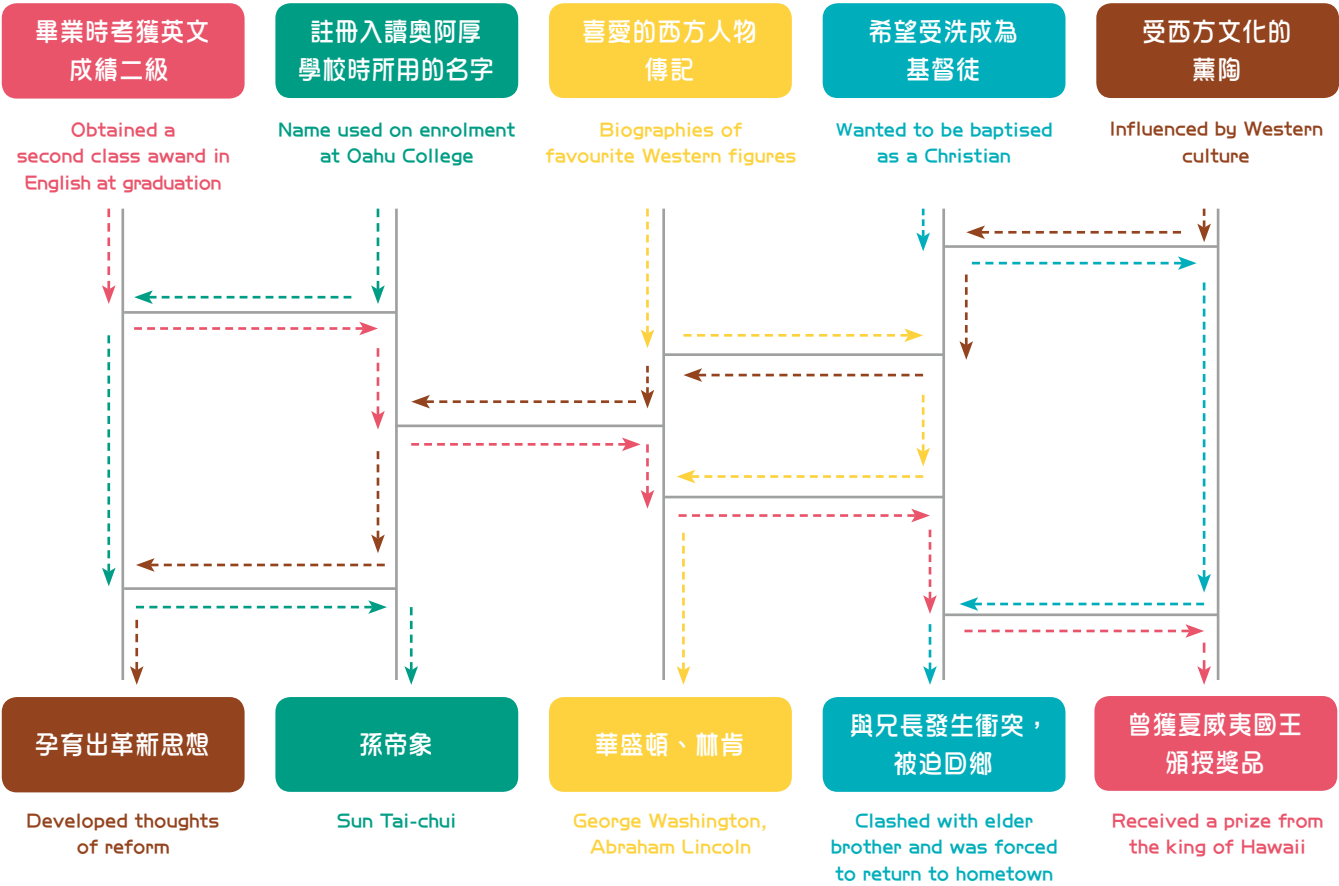 畢業時考獲英文
成績二級
Obtained a
second class award in
English at graduation
註冊入讀奧阿厚
學校時所用的名字
Name used on enrolment
at Oahu College
喜愛的西方人物
傳記
Biographies of
favourite Western figures
希望受洗成為
基督徒
Wanted to be baptised
as a Christian
受西方文化的
薰陶
Influenced by Western
culture
孕育出革新思想
Developed thoughts
of reform
孫帝象
Sun Tai-chui
華盛頓、林肯
George Washington,
Abraham Lincoln
與兄長發生衝突，
被迫回鄉
Clashed with elder
brother and was forced
to return to hometown
曾獲夏威夷國王
頒授獎品
Received a prize from
the king of Hawaii